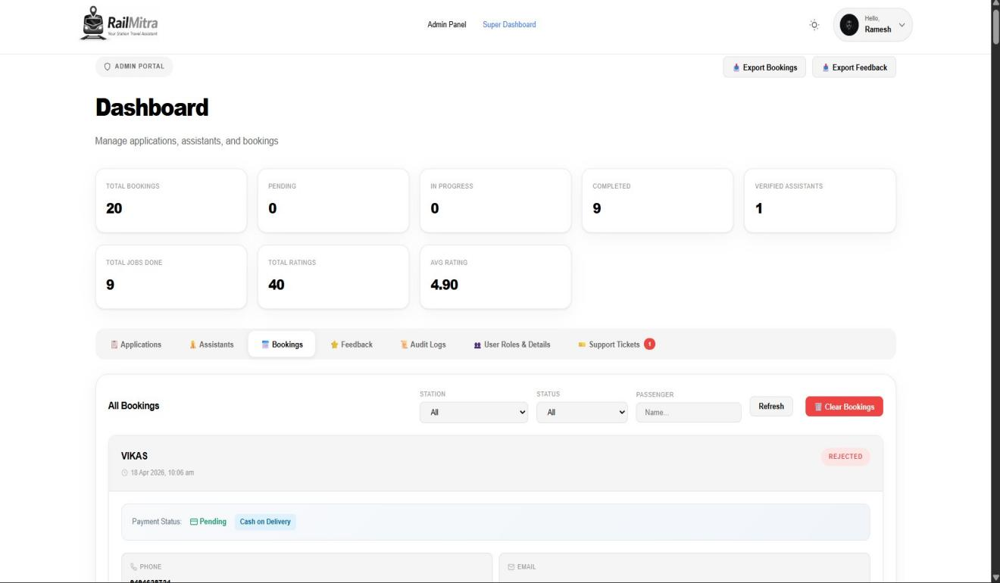 RailMitra
Your Station Travel Assistant
Admin Panel
Super Dashboard
Hello,
Ramesh
ADMIN PORTAL
Export Bookings
Export Feedback
Dashboard
Manage applications, assistants, and bookings
TOTAL BOOKINGS
20
PENDING
0
IN PROGRESS
0
COMPLETED
9
VERIFIED ASSISTANTS
1
TOTAL JOBS DONE
9
TOTAL RATINGS
40
AVG RATING
4.90
Applications
Assistants
Bookings
Feedback
Audit Logs
User Roles & Details
Support Tickets 1
All Bookings
STATION
All
STATUS
All
PASSENGER
Name...
Refresh
Clear Bookings
VIKAS
REJECTED
18 Apr 2026, 10:06 am
Payment Status: Pending Cash on Delivery
PHONE
EMAIL